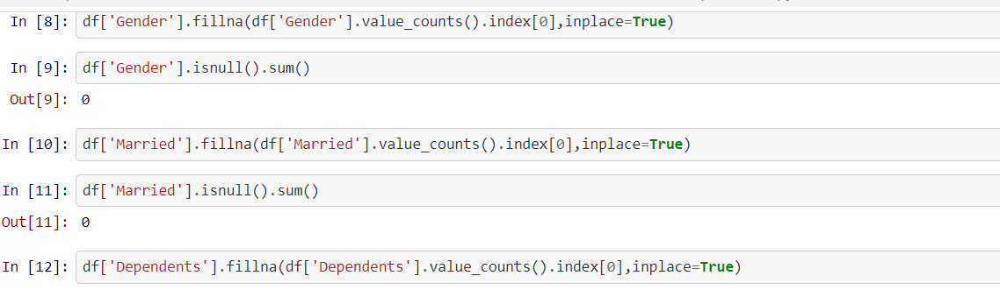 In [8]: df['Gender'].fillna(df['Gender'].value_counts().index[0],inplace=True)
In [9]: df['Gender'].isnull().sum()
Out[9]: 0
In [10]: df['Married'].fillna(df['Married'].value_counts().index[0],inplace=True)
In [11]: df['Married'].isnull().sum()
Out[11]: 0
In [12]: df['Dependents'].fillna(df['Dependents'].value_counts().index[0],inplace=True)